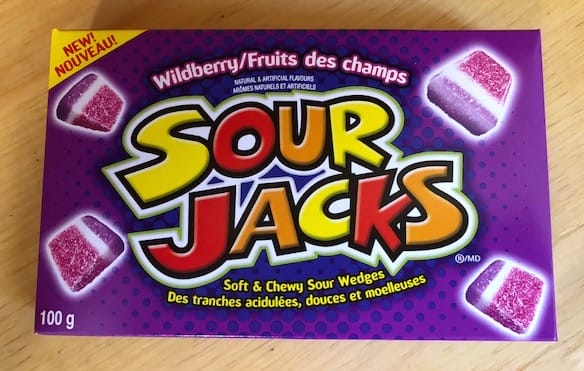 NEW!
NOUVEAU!
Wildberry/Fruits des champs
NATURAL & ARTIFICIAL FLAVOURS
ARÔMES NATURELS ET ARTIFICIELS
SOUR
JACKS
®/MD
Soft & Chewy Sour Wedges
Des tranches acidulées, douces et moelleuses
100 g